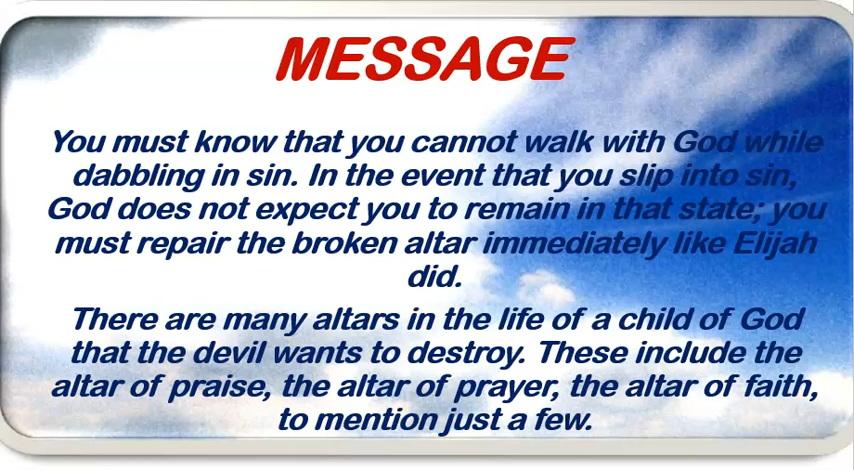 MESSAGE
You must know that you cannot walk with God while
dabbling in sin. In the event that you slip into sin,
God does not expect you to remain in that state; you
must repair the broken altar immediately like Elijah
did.
There are many altars in the life of a child of God
that the devil wants to destroy. These include the
altar of praise, the altar of prayer, the altar of faith,
to mention just a few.